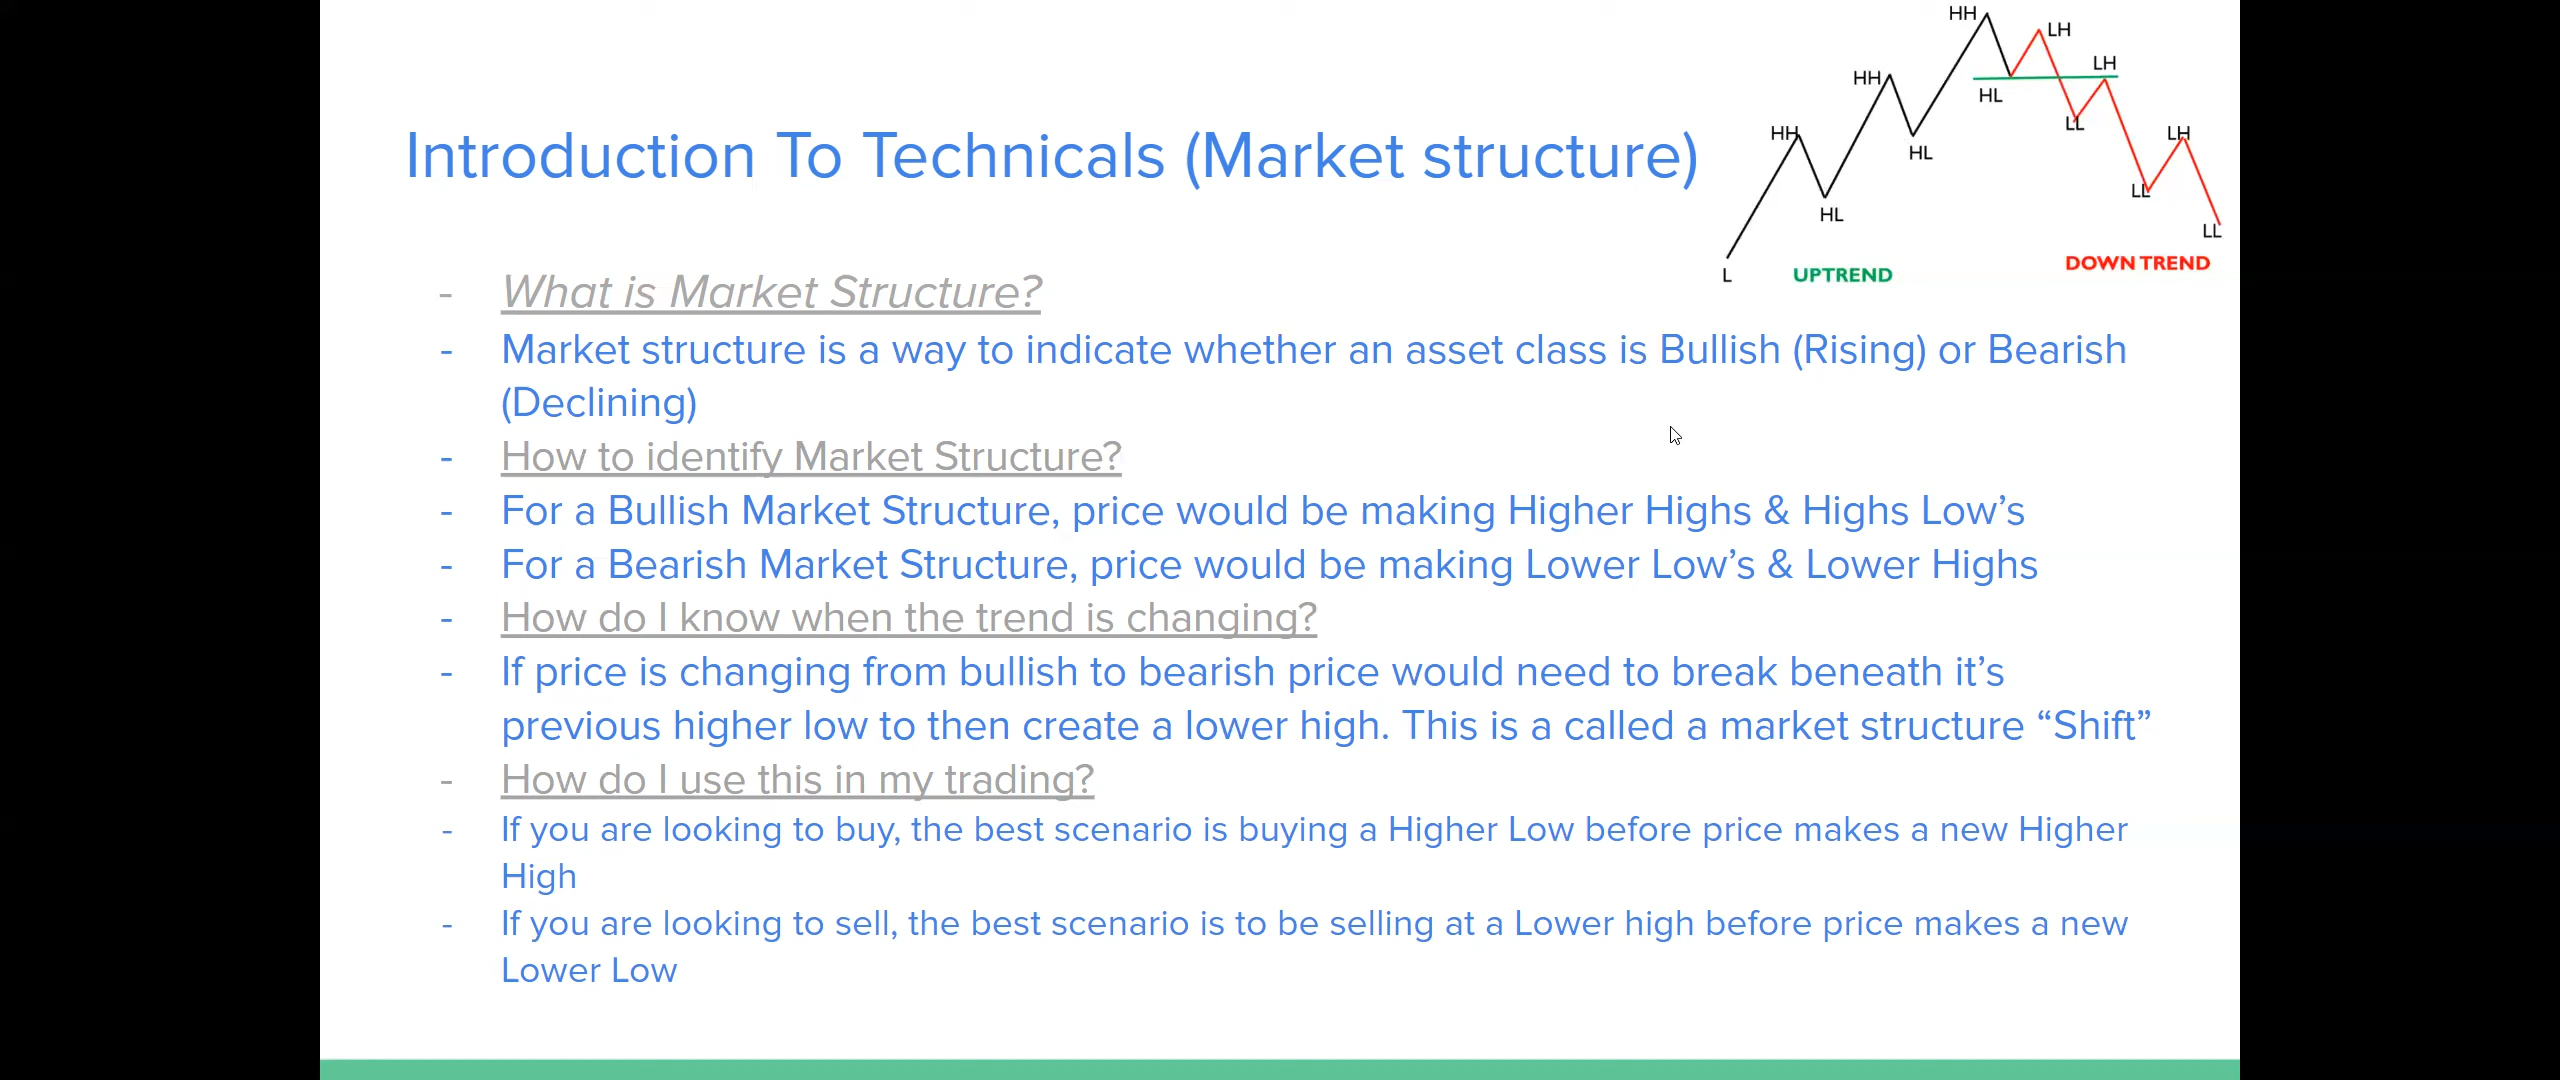 Introduction To Technicals (Market structure)
HH
LH
HH
LH
HL
HH
LL
LH
HL
LL
HL
LL
L
UPTREND
DOWN TREND
- What is Market Structure?
- Market structure is a way to indicate whether an asset class is Bullish (Rising) or Bearish
(Declining)
- How to identify Market Structure?
- For a Bullish Market Structure, price would be making Higher Highs & Highs Low’s
- For a Bearish Market Structure, price would be making Lower Low’s & Lower Highs
- How do I know when the trend is changing?
- If price is changing from bullish to bearish price would need to break beneath it’s
previous higher low to then create a lower high. This is a called a market structure “Shift”
- How do I use this in my trading?
- If you are looking to buy, the best scenario is buying a Higher Low before price makes a new Higher
High
- If you are looking to sell, the best scenario is to be selling at a Lower high before price makes a new
Lower Low